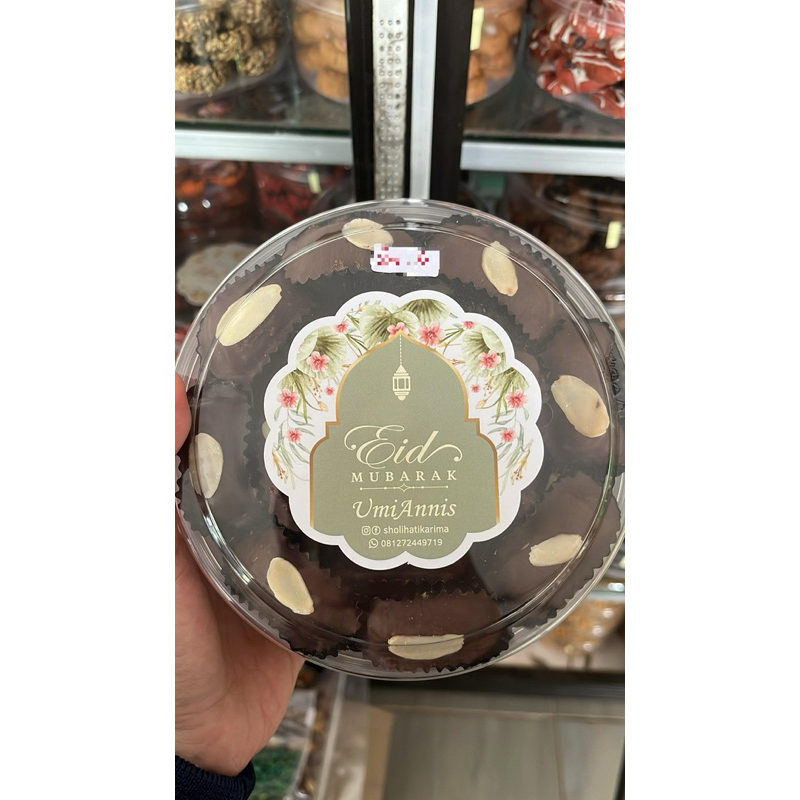 Eid
MUBARAK
UmiAnnis
sholihatikarima
081272449719